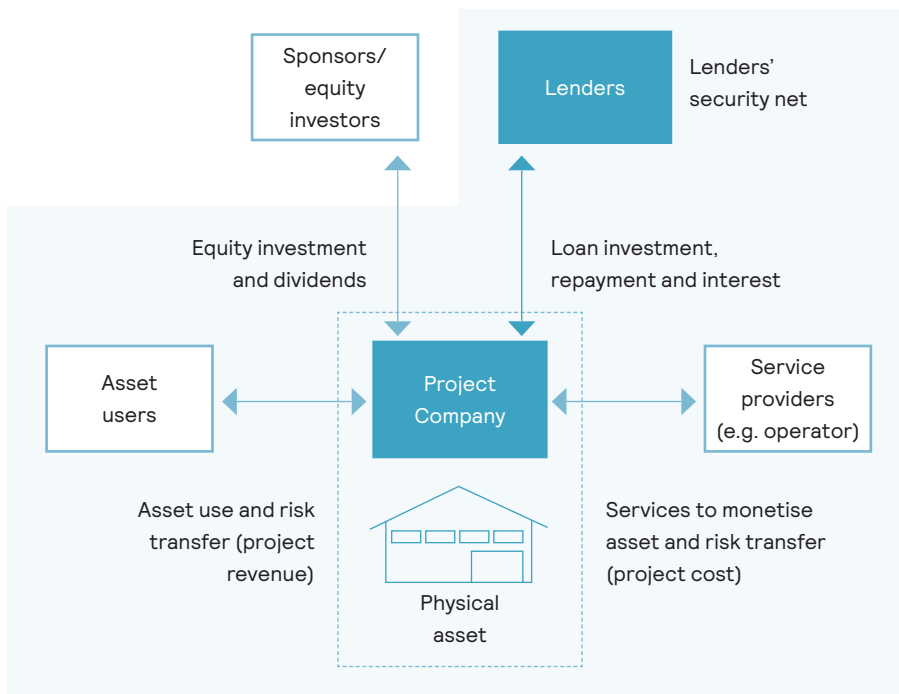 Sponsors/
equity
investors
Lenders
Lenders’
security net
Equity investment
and dividends
Loan investment,
repayment and interest
Asset
users
Project
Company
Service
providers
(e.g. operator)
Asset use and risk
transfer (project
revenue)
Services to monetise
asset and risk transfer
(project cost)
Physical
asset